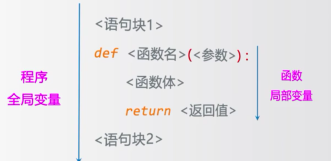 <语句块1>
def <函数名>(<参数>):
程序
全局变量
<函数体>
函数
局部变量
return <返回值>
<语句块2>